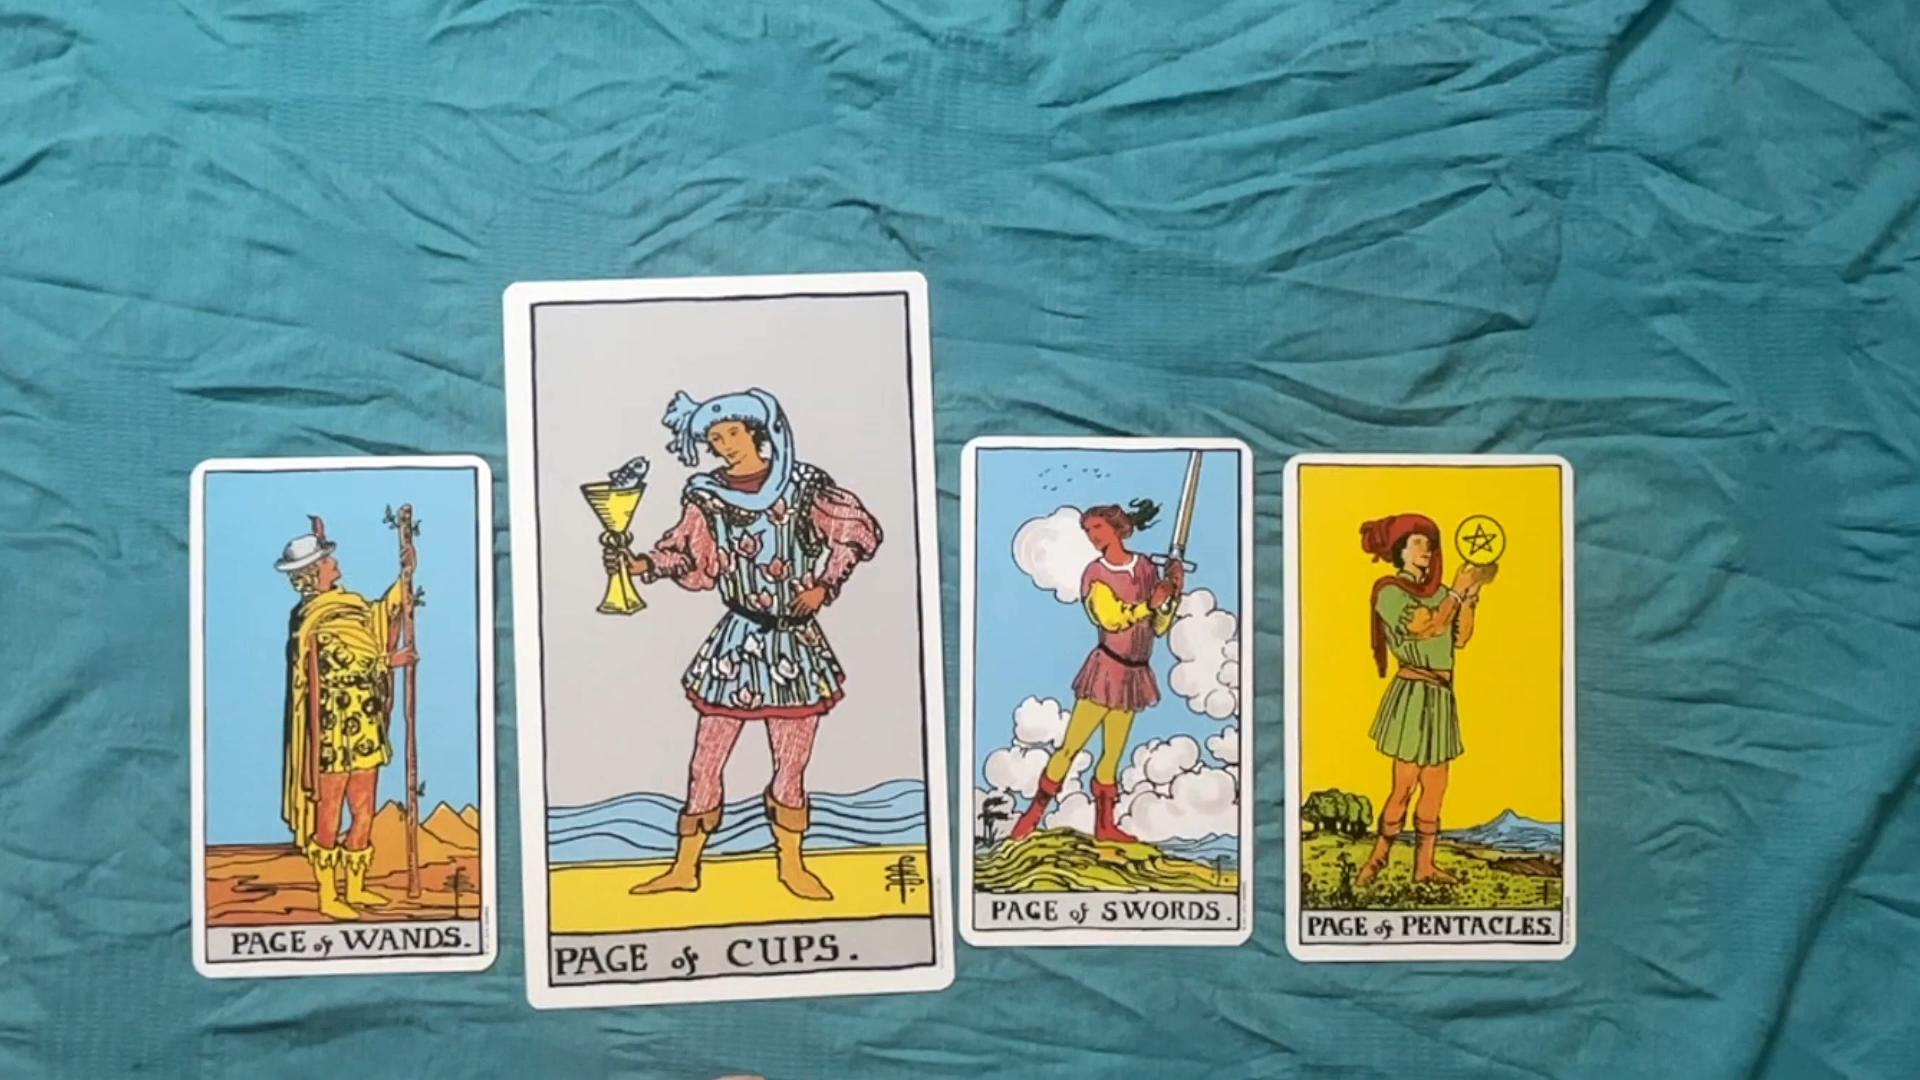 PAGE of WANDS.
PAGE of CUPS.
PAGE of SWORDS.
PAGE of PENTACLES.